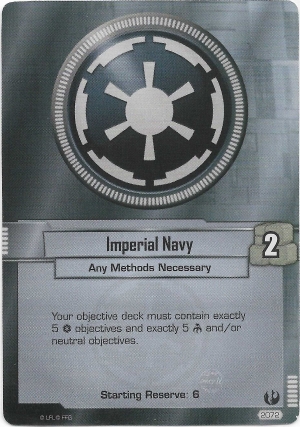 Imperial Navy
2
Any Methods Necessary
Your objective deck must contain exactly
5 objectives and exactly 5 and/or
neutral objectives.
Starting Reserve: 6
© LFL © FFG